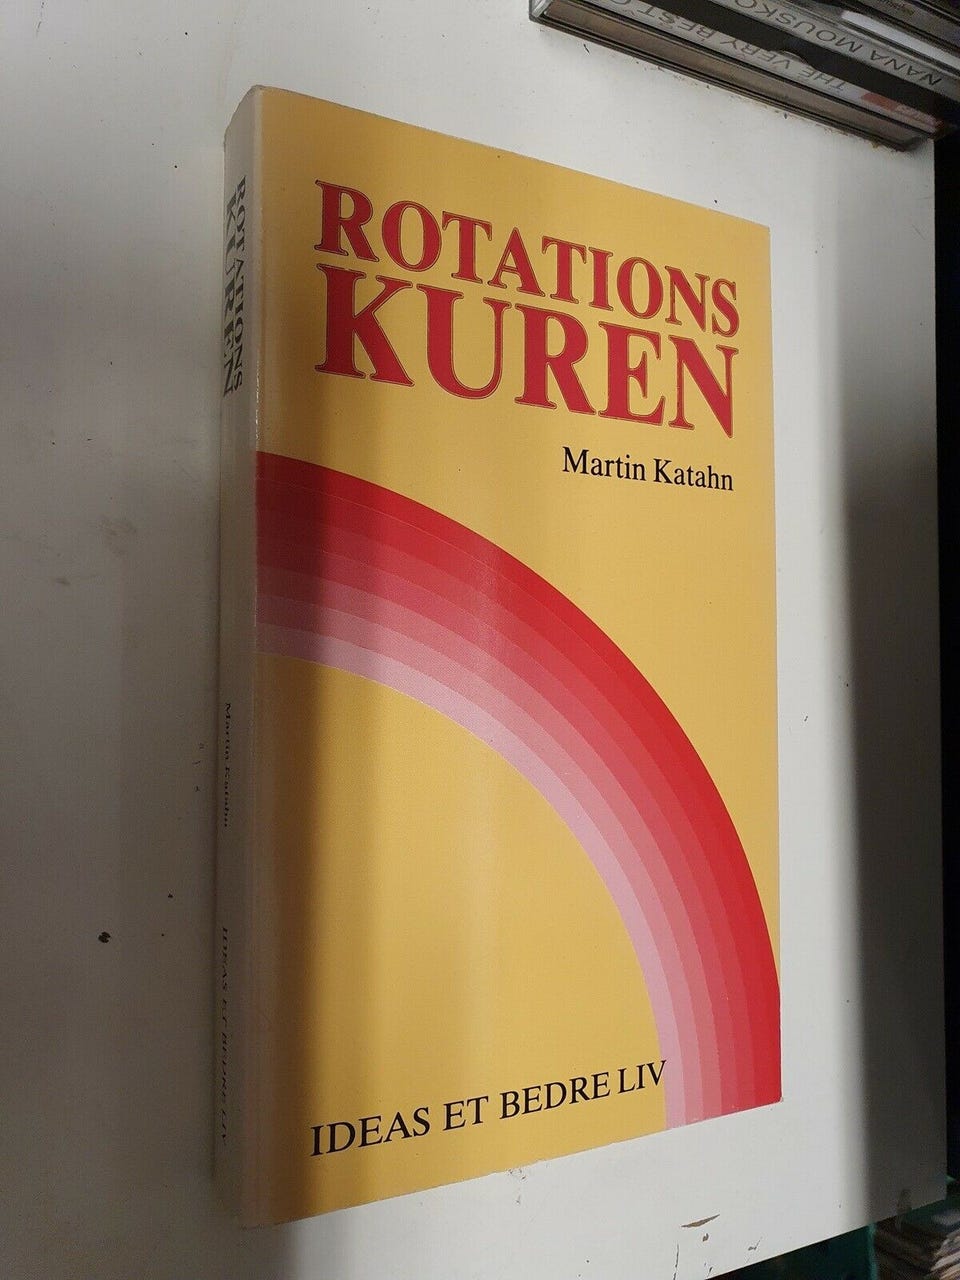 NANA MOUSKO
THE VERY BEST O
ROTATIONS
KUREN
Martin Katahn
IDEAS ET BEDRE LIV
ROTATIONS
KUREN
Martin Katahn
IDEAS ET BEDRE LIV